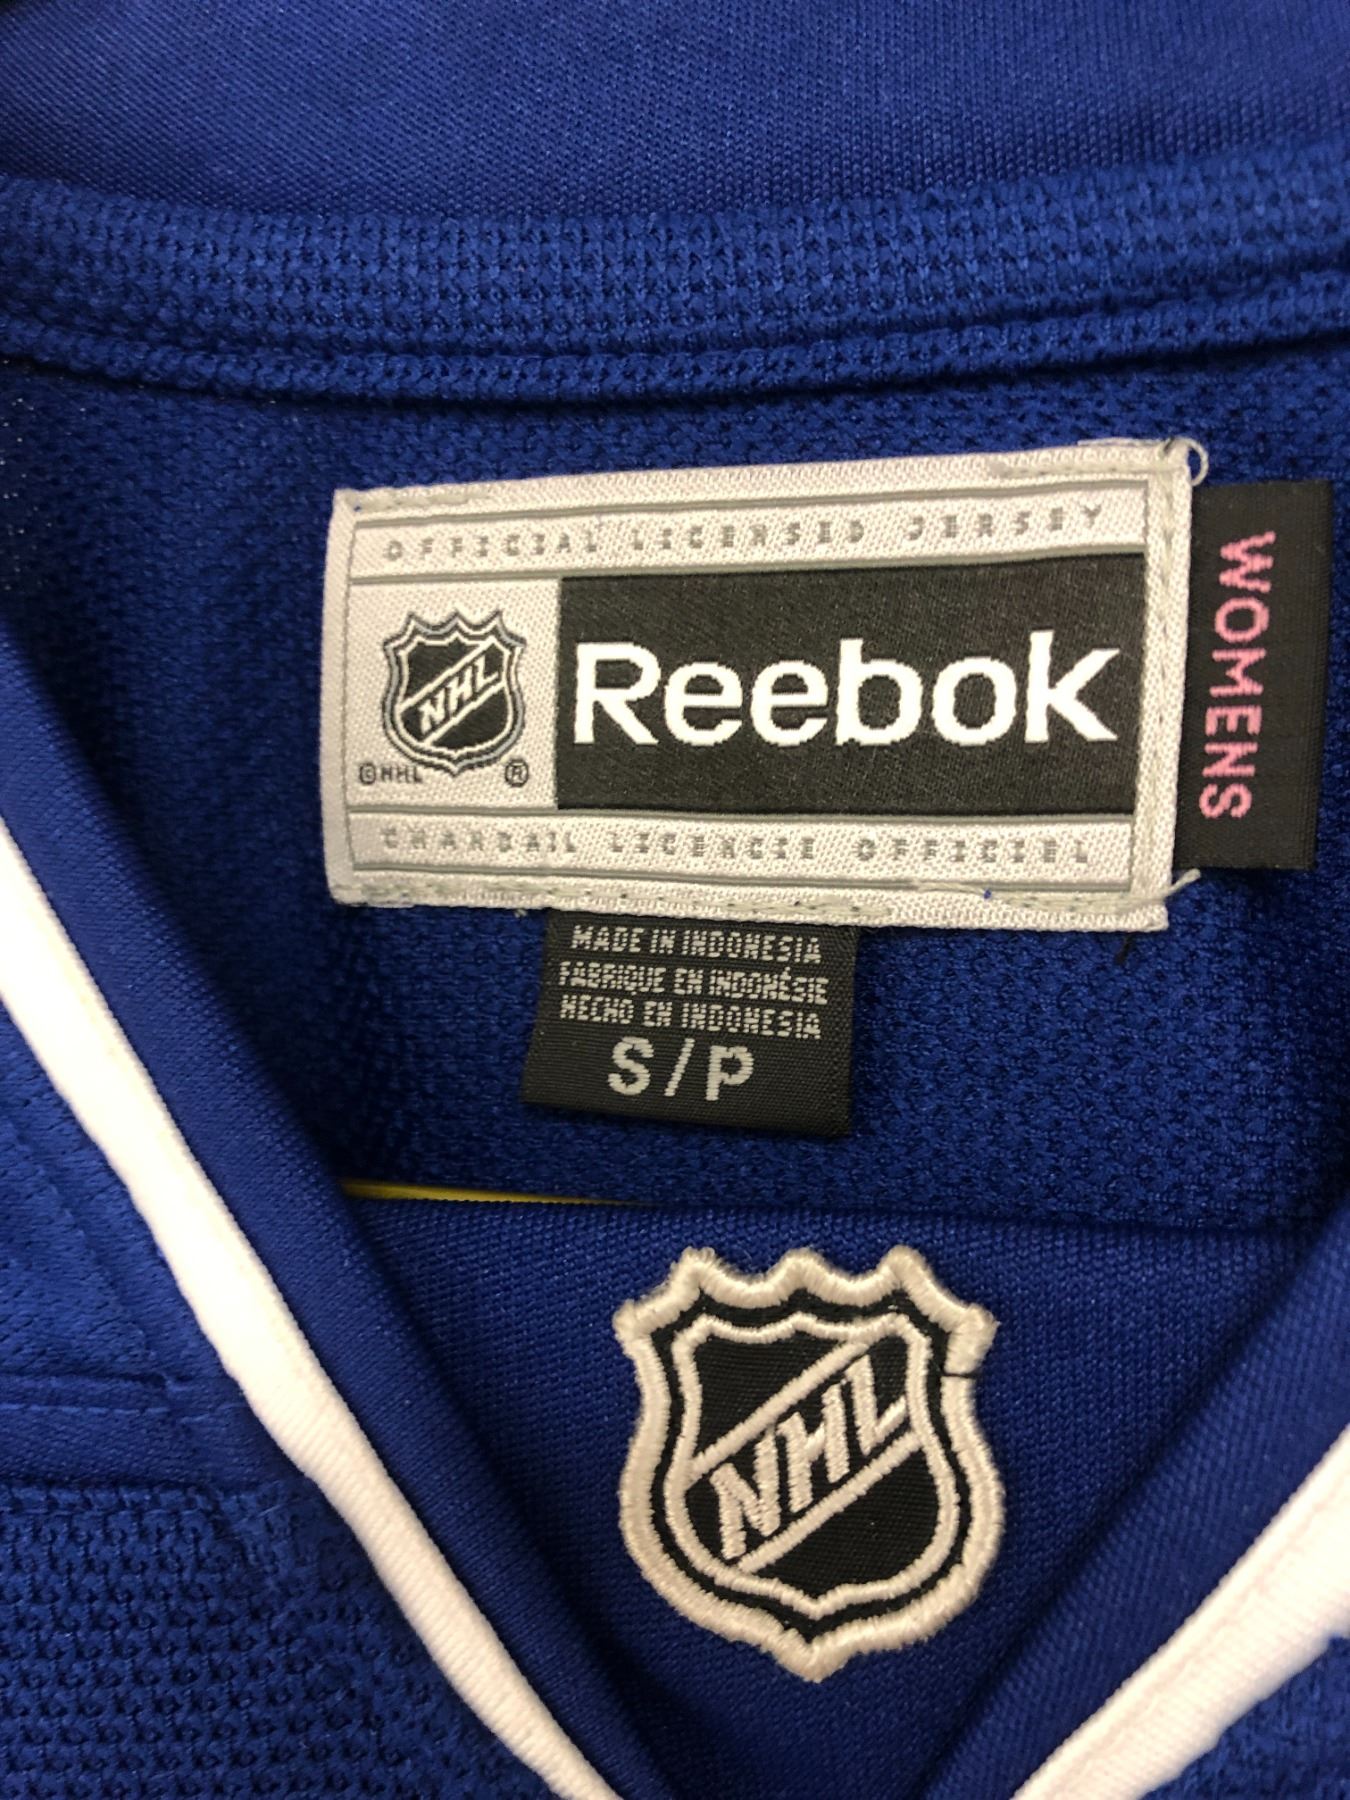 OFFICIAL LICENSED JERSEY
NHL
©NHL ®
Reebok
WOMENS
CHANDAIL LICENCIE OFFICIEL
MADE IN INDONESIA
FABRIQUE EN INDONÉSIE
HECHO EN INDONESIA
S/P
NHL